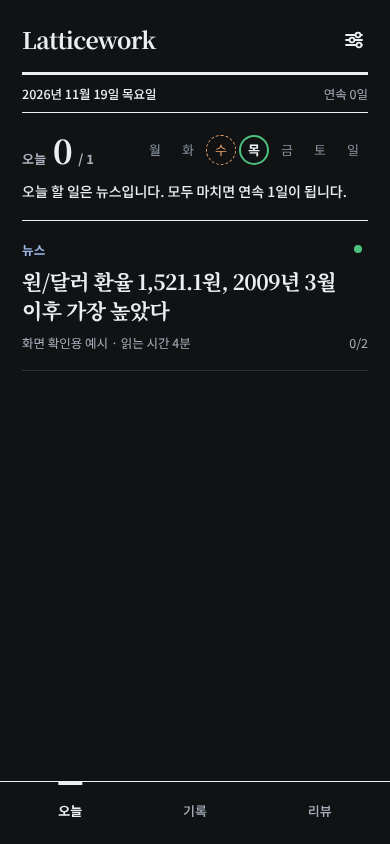 Latticework
2026년 11월 19일 목요일 연속 0일
오늘 0 / 1 월 화 수 목 금 토 일
오늘 할 일은 뉴스입니다. 모두 마치면 연속 1일이 됩니다.
뉴스
원/달러 환율 1,521.1원, 2009년 3월
이후 가장 높았다
화면 확인용 예시 · 읽는 시간 4분 0/2
오늘 기록 리뷰